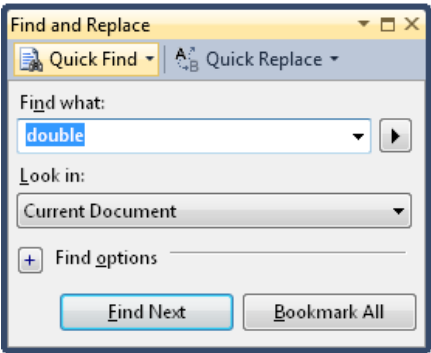 Find and Replace
Quick Find Quick Replace
Find what:
double
Look in:
Current Document
Find options
Find Next Bookmark All